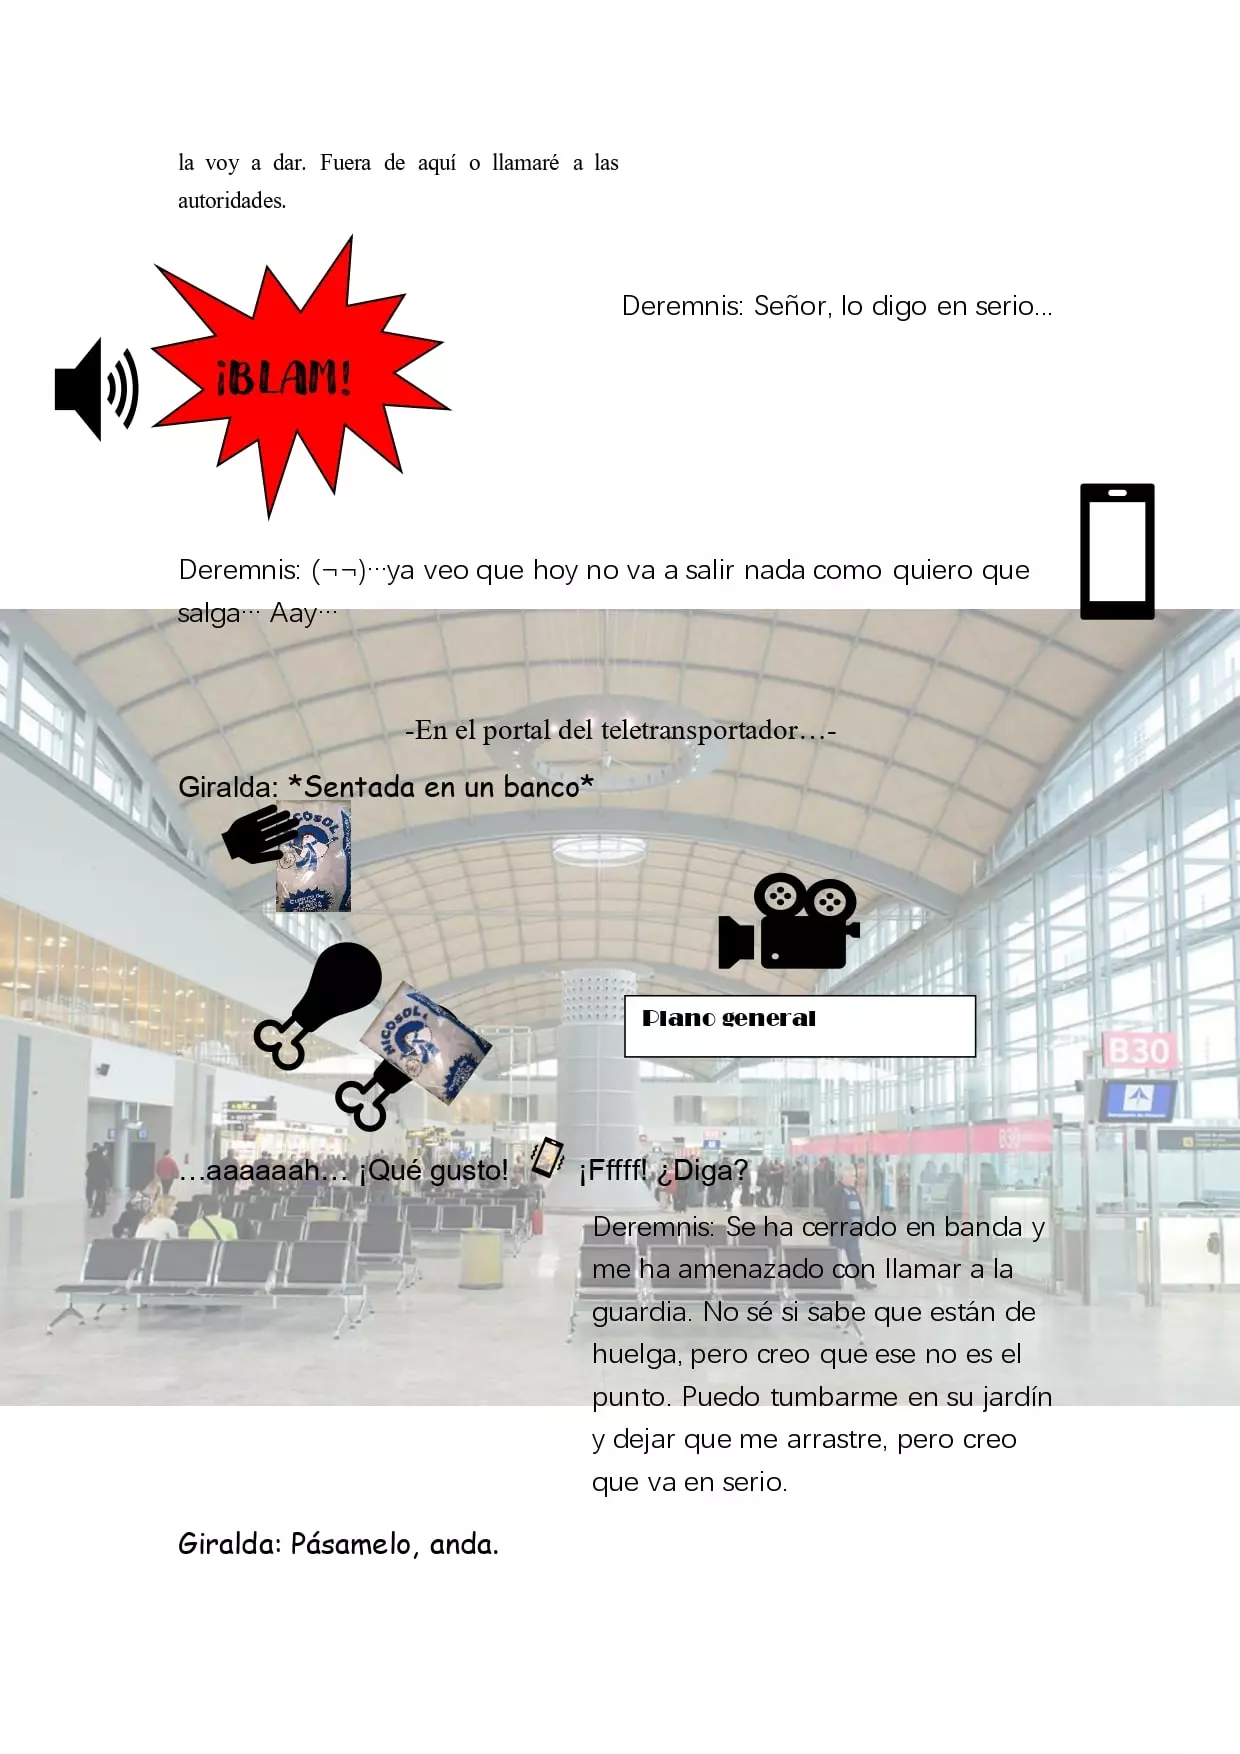 la voy a dar. Fuera de aquí o llamaré a las
autoridades.
Deremnis: Señor, lo digo en serio...
¡BLAM!
Deremnis: (¬¬)…ya veo que hoy no va a salir nada como quiero que
salga… Aay…
-En el portal del teletransportador…-
Giralda: *Sentada en un banco*
COSOL
CUBITOS DE
NICOSOL
Plano general
B30
B30
…aaaaaah… ¡Qué gusto! ¡Fffff! ¿Diga?
Deremnis: Se ha cerrado en banda y
me ha amenazado con llamar a la
guardia. No sé si sabe que están de
huelga, pero creo que ese no es el
punto. Puedo tumbarme en su jardín
y dejar que me arrastre, pero creo
que va en serio.
Giralda: Pásamelo, anda.